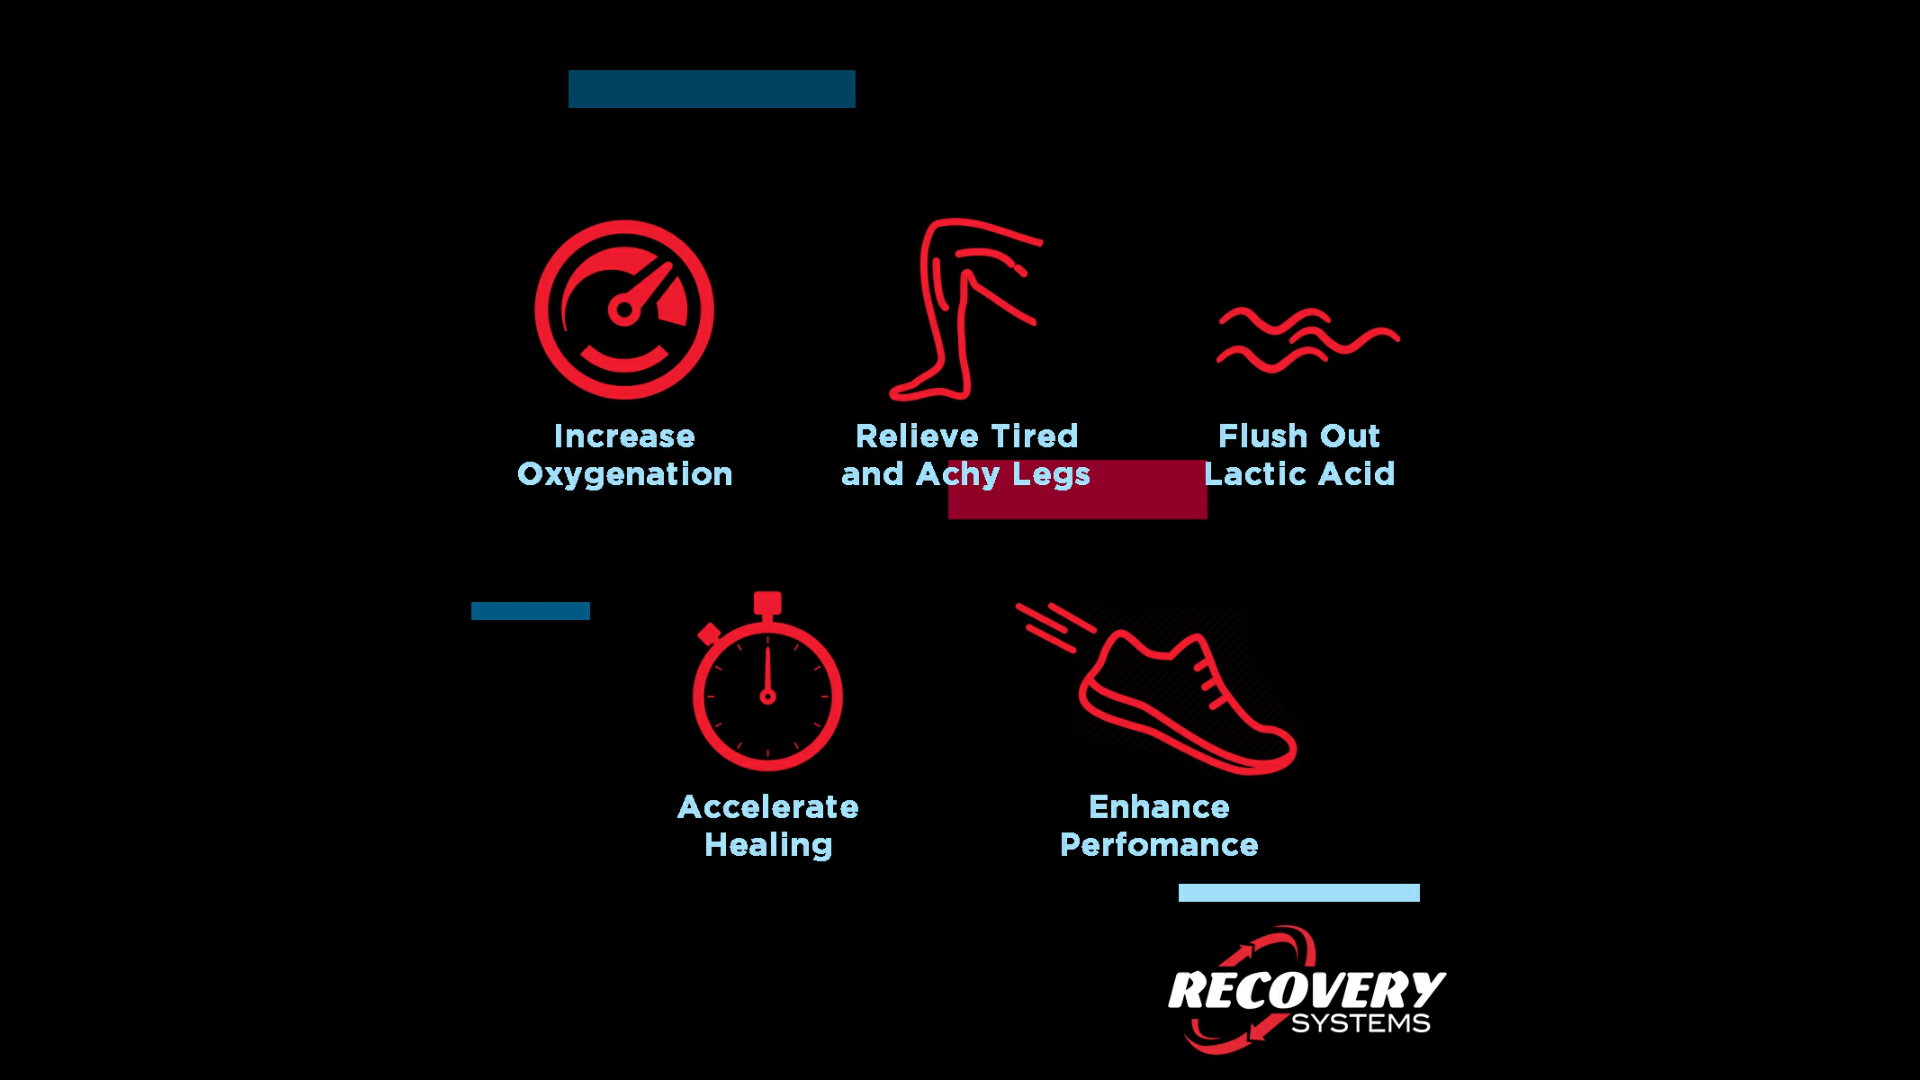 Increase
Oxygenation
Relieve Tired
and Achy Legs
Flush Out
Lactic Acid
Accelerate
Healing
Enhance
Perfomance
RECOVERY
SYSTEMS